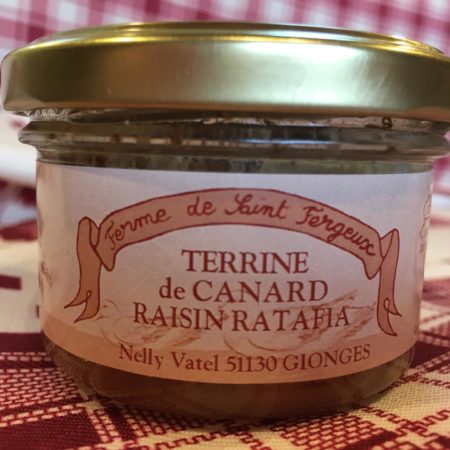 Ferme de Saint Fergeux
TERRINE
de CANARD
RAISIN RATAFIA
Nelly Vatel 51130 GIONGES